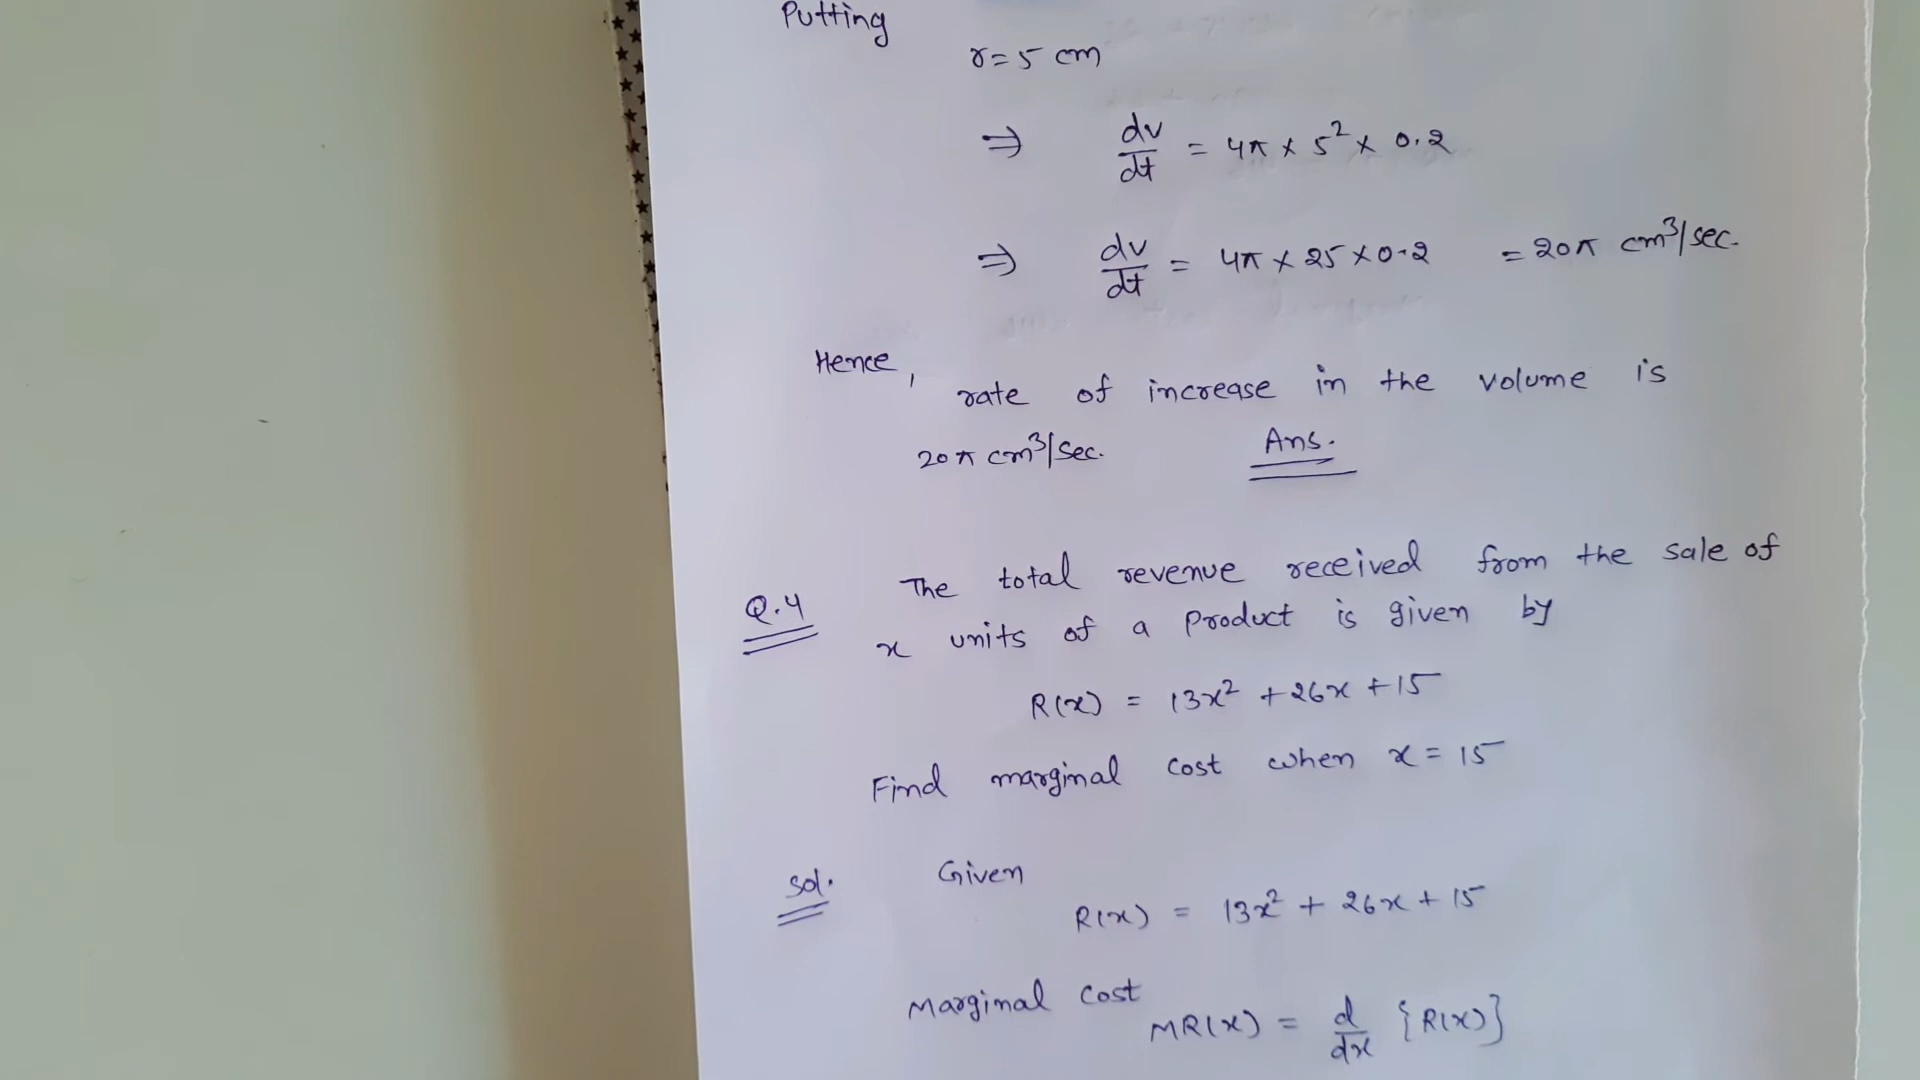 Putting
r = 5 cm
⇒ dv/dt = 4π × 5² × 0.2
⇒ dv/dt = 4π × 25 × 0.2 = 20π cm³/sec.
Hence,
rate of increase in the volume is
20π cm³/sec. Ans.
Q.4 The total revenue received from the sale of
x units of a product is given by
R(x) = 13x² + 26x + 15
Find marginal cost when x = 15
Sol. Given
R(x) = 13x² + 26x + 15
Marginal cost
MR(x) = d/dx {R(x)}